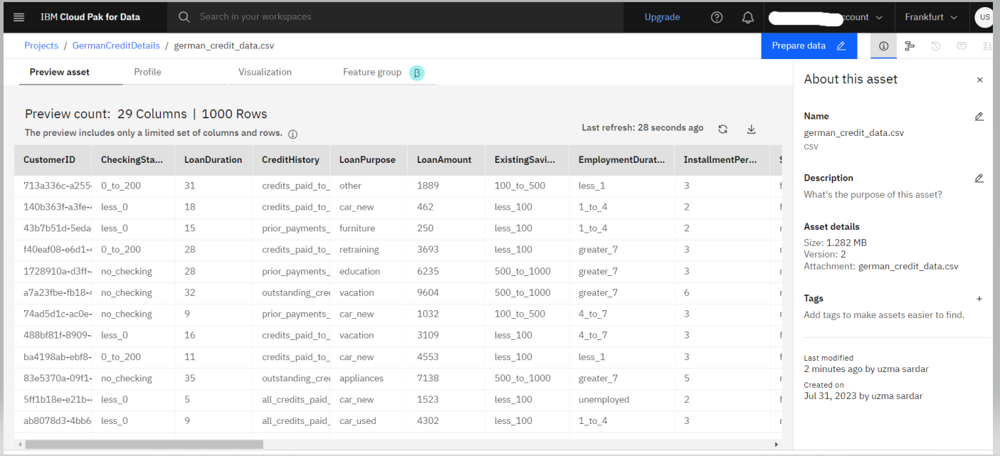 IBM Cloud Pak for Data Search in your workspaces Upgrade ccount Frankfurt US
Projects / GermanCreditDetails / german_credit_data.csv Prepare data
Preview asset Profile Visualization Feature group β
Preview count: 29 Columns | 1000 Rows
The preview includes only a limited set of columns and rows.
Last refresh: 28 seconds ago
CustomerID CheckingSta... LoanDuration CreditHistory LoanPurpose LoanAmount ExistingSavi... EmploymentDurat... InstallmentPer...
713a336c-a255- 0_to_200 31 credits_paid_to_ other 1889 100_to_500 less_1 3 f
140b363f-a3fe- less_0 18 credits_paid_to_ car_new 462 less_100 1_to_4 2 f
43b7b51d-5eda less_0 15 prior_payments_ furniture 250 less_100 1_to_4 2
f40eaf08-e6d1- 0_to_200 28 credits_paid_to_ retraining 3693 less_100 greater_7 3
1728910a-d3ff- no_checking 28 prior_payments_ education 6235 500_to_1000 greater_7 3
a7a23fbe-fb18- no_checking 32 outstanding_cre vacation 9604 500_to_1000 greater_7 6
74ad5d1c-ac0e- no_checking 9 prior_payments_ car_new 1032 100_to_500 4_to_7 3
488bf81f-8909- less_0 16 credits_paid_to_ vacation 3109 less_100 4_to_7 3 f
ba4198ab-ebf8- 0_to_200 11 credits_paid_to_ car_new 4553 less_100 less_1 3 f
83e5370a-09f1- no_checking 35 outstanding_cre appliances 7138 500_to_1000 greater_7 5
5ff1b18e-e21b- less_0 5 all_credits_paid_ car_new 1523 less_100 unemployed 2 f
ab8078d3-4bb6 less_0 9 all_credits_paid_ car_used 4302 less_100 1_to_4 3
About this asset
Name
german_credit_data.csv
CSV
Description
What's the purpose of this asset?
Asset details
Size: 1.282 MB
Version: 2
Attachment: german_credit_data.csv
Tags
Add tags to make assets easier to find.
Last modified
2 minutes ago by uzma sardar
Created on
Jul 31, 2023 by uzma sardar